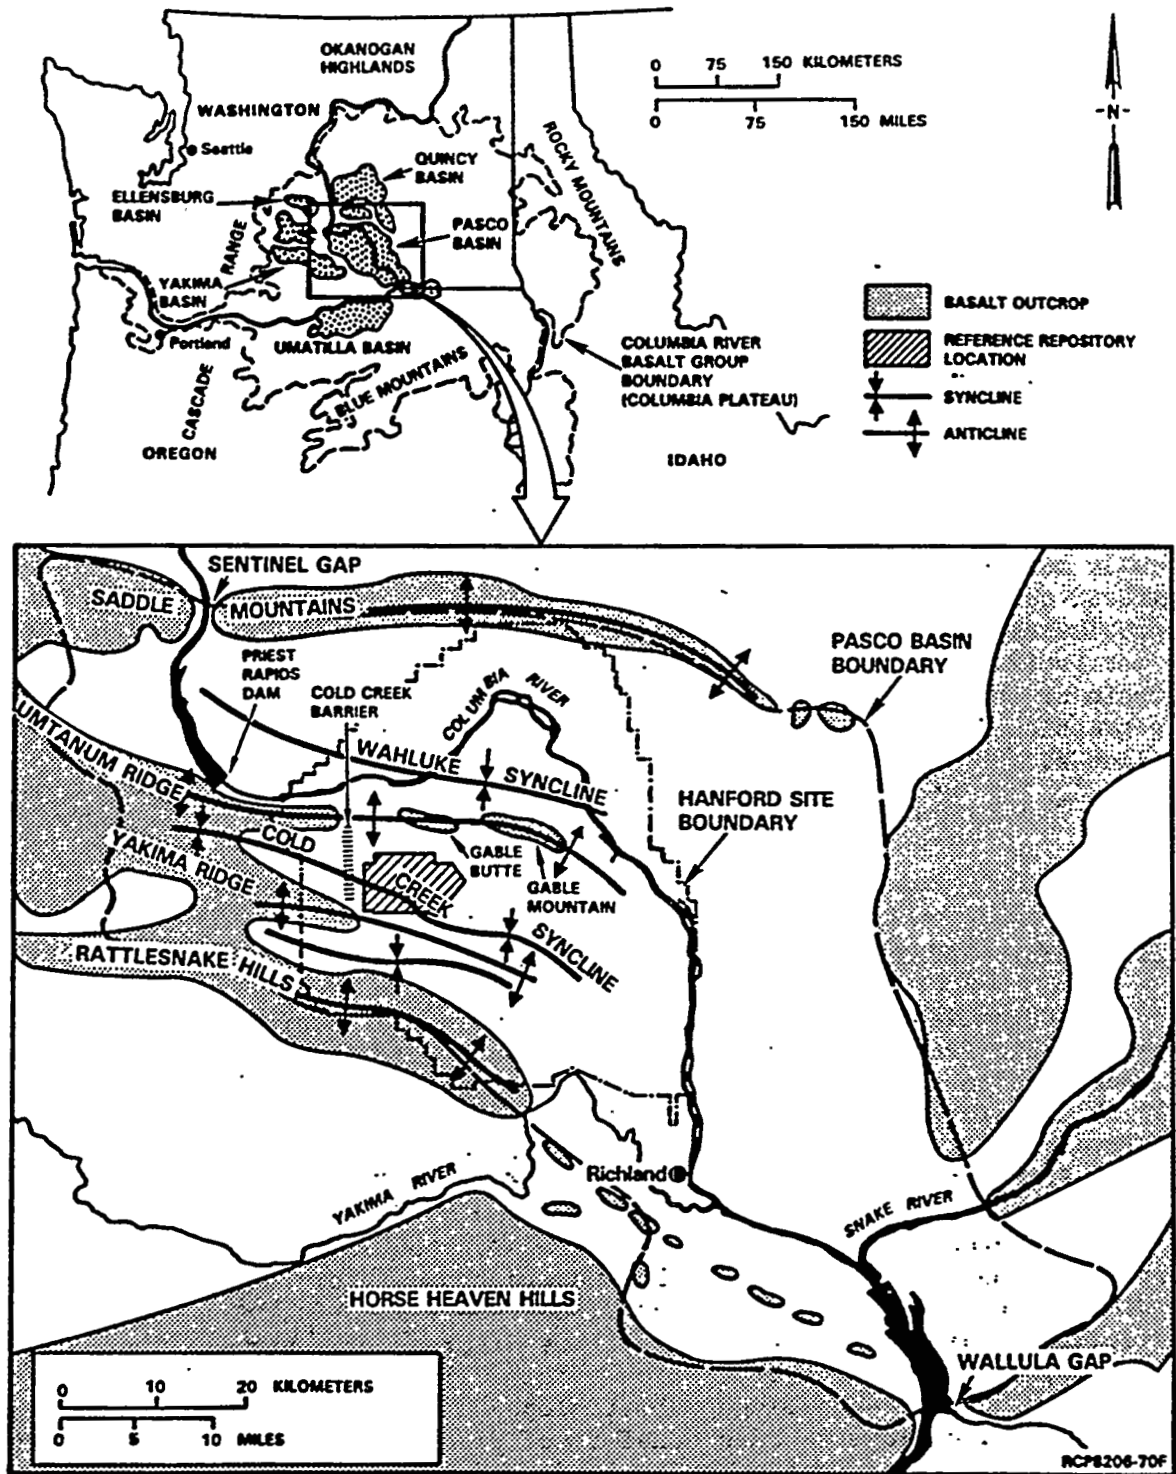 OKANOGAN
HIGHLANDS
WASHINGTON
Seattle
QUINCY
BASIN
ELLENSBURG
BASIN
RANGE
PASCO
BASIN
YAKIMA
BASIN
Portland
UMATILLA BASIN
CASCADE
BLUE MOUNTAINS
OREGON
ROCKY MOUNTAINS
COLUMBIA RIVER
BASALT GROUP
BOUNDARY
(COLUMBIA PLATEAU)
IDAHO
0 75 150 KILOMETERS
0 75 150 MILES
N
BASALT OUTCROP
REFERENCE REPOSITORY
LOCATION
SYNCLINE
ANTICLINE
SENTINEL GAP
SADDLE MOUNTAINS
PRIEST
RAPIDS
DAM
COLD CREEK
BARRIER
COLUMBIA RIVER
PASCO BASIN
BOUNDARY
UMTANUM RIDGE
WAHLUKE SYNCLINE
HANFORD SITE
BOUNDARY
YAKIMA RIDGE
COLD CREEK SYNCLINE
GABLE
BUTTE
GABLE
MOUNTAIN
RATTLESNAKE HILLS
Richland
YAKIMA RIVER
SNAKE RIVER
HORSE HEAVEN HILLS
WALLULA GAP
0 10 20 KILOMETERS
0 5 10 MILES
RCP8206-70F